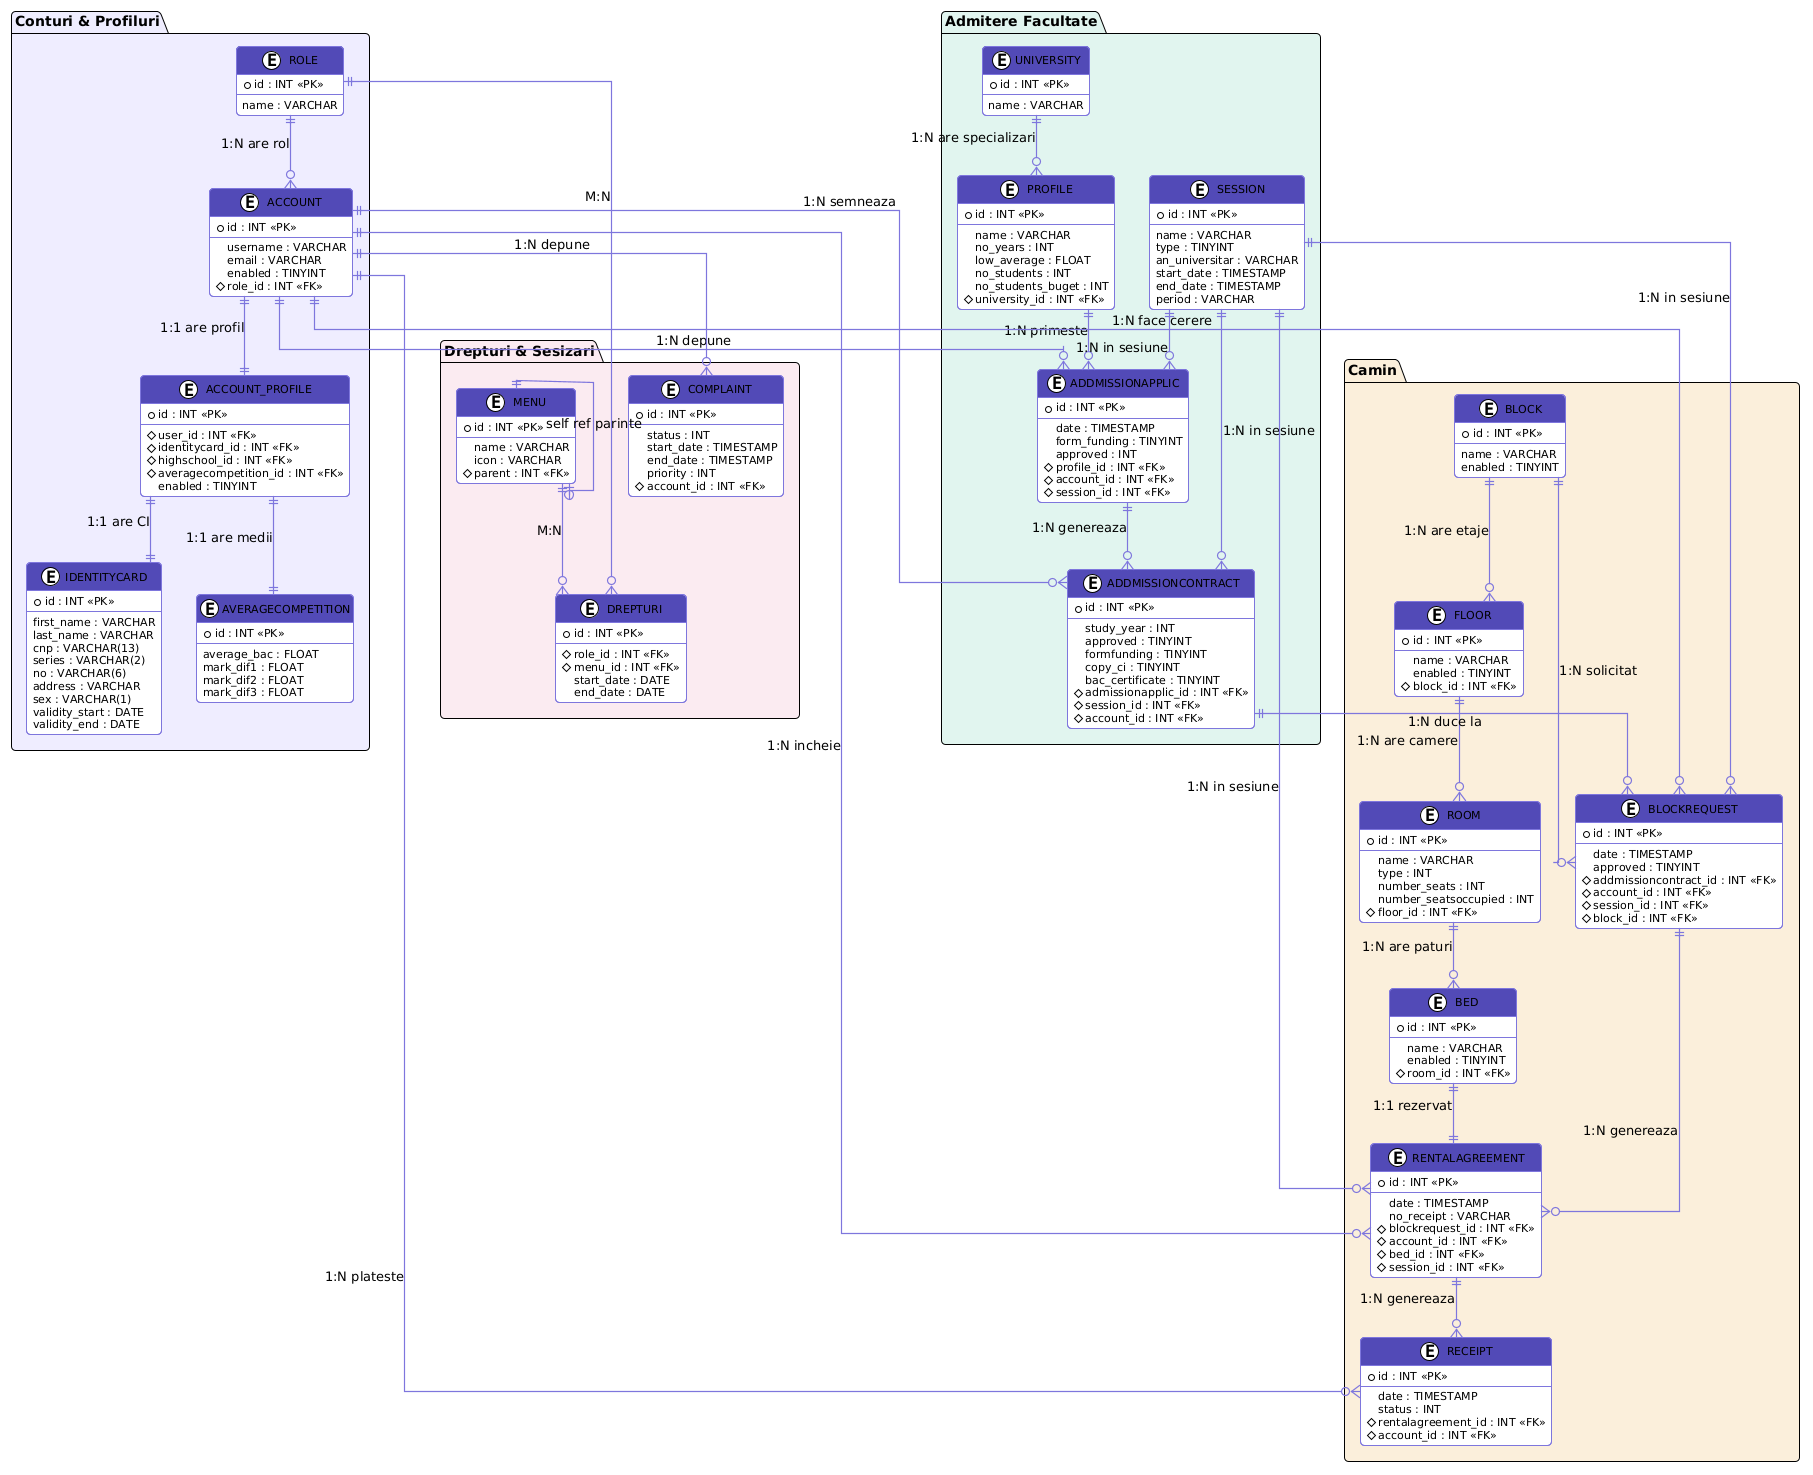 Conturi & Profiluri
E ROLE
id : INT «PK»
name : VARCHAR
1:N are rol
E ACCOUNT
id : INT «PK»
username : VARCHAR
email : VARCHAR
enabled : TINYINT
role_id : INT «FK»
1:1 are profil
E ACCOUNT_PROFILE
id : INT «PK»
user_id : INT «FK»
identitycard_id : INT «FK»
highschool_id : INT «FK»
averagecompetition_id : INT «FK»
enabled : TINYINT
1:1 are CI
1:1 are medii
E IDENTITYCARD
id : INT «PK»
first_name : VARCHAR
last_name : VARCHAR
cnp : VARCHAR(13)
series : VARCHAR(2)
no : VARCHAR(6)
address : VARCHAR
sex : VARCHAR(1)
validity_start : DATE
validity_end : DATE
E AVERAGECOMPETITION
id : INT «PK»
average_bac : FLOAT
mark_dif1 : FLOAT
mark_dif2 : FLOAT
mark_dif3 : FLOAT
M:N
1:N semneaza
1:N depune
1:N depune
Drepturi & Sesizari
E MENU
id : INT «PK»
name : VARCHAR
icon : VARCHAR
parent : INT «FK»
self ref parinte
E COMPLAINT
id : INT «PK»
status : INT
start_date : TIMESTAMP
end_date : TIMESTAMP
priority : INT
account_id : INT «FK»
M:N
E DREPTURI
id : INT «PK»
role_id : INT «FK»
menu_id : INT «FK»
start_date : DATE
end_date : DATE
1:N incheie
1:N plateste
Admitere Facultate
E UNIVERSITY
id : INT «PK»
name : VARCHAR
1:N are specializari
E PROFILE
id : INT «PK»
name : VARCHAR
no_years : INT
low_average : FLOAT
no_students : INT
no_students_buget : INT
university_id : INT «FK»
E SESSION
id : INT «PK»
name : VARCHAR
type : TINYINT
an_universitar : VARCHAR
start_date : TIMESTAMP
end_date : TIMESTAMP
period : VARCHAR
1:N primeste
1:N face cerere
1:N in sesiune
E ADDMISSIONAPPLIC
id : INT «PK»
date : TIMESTAMP
form_funding : TINYINT
approved : INT
profile_id : INT «FK»
account_id : INT «FK»
session_id : INT «FK»
1:N in sesiune
1:N genereaza
E ADDMISSIONCONTRACT
id : INT «PK»
study_year : INT
approved : TINYINT
formfunding : TINYINT
copy_ci : TINYINT
bac_certificate : TINYINT
admissionapplic_id : INT «FK»
session_id : INT «FK»
account_id : INT «FK»
1:N in sesiune
1:N in sesiune
Camin
E BLOCK
id : INT «PK»
name : VARCHAR
enabled : TINYINT
1:N are etaje
E FLOOR
id : INT «PK»
name : VARCHAR
enabled : TINYINT
block_id : INT «FK»
1:N solicitat
1:N duce la
1:N are camere
E ROOM
id : INT «PK»
name : VARCHAR
type : INT
number_seats : INT
number_seatsoccupied : INT
floor_id : INT «FK»
E BLOCKREQUEST
id : INT «PK»
date : TIMESTAMP
approved : TINYINT
addmissioncontract_id : INT «FK»
account_id : INT «FK»
session_id : INT «FK»
block_id : INT «FK»
1:N are paturi
E BED
id : INT «PK»
name : VARCHAR
enabled : TINYINT
room_id : INT «FK»
1:1 rezervat
1:N genereaza
E RENTALAGREEMENT
id : INT «PK»
date : TIMESTAMP
no_receipt : VARCHAR
blockrequest_id : INT «FK»
account_id : INT «FK»
bed_id : INT «FK»
session_id : INT «FK»
1:N genereaza
E RECEIPT
id : INT «PK»
date : TIMESTAMP
status : INT
rentalagreement_id : INT «FK»
account_id : INT «FK»